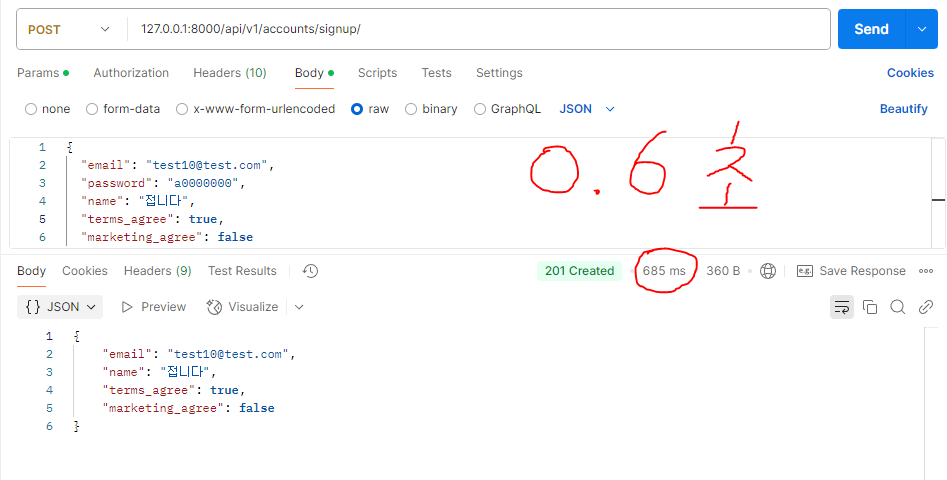 POST 127.0.0.1:8000/api/v1/accounts/signup/ Send
Params Authorization Headers (10) Body Scripts Tests Settings Cookies
none form-data x-www-form-urlencoded raw binary GraphQL JSON Beautify
1 {
2 "email": "test10@test.com",
3 "password": "a0000000",
4 "name": "접니다",
5 "terms_agree": true,
6 "marketing_agree": false
0.6초
Body Cookies Headers (9) Test Results 201 Created 685 ms 360 B e.g. Save Response
{} JSON Preview Visualize
1 {
2 "email": "test10@test.com",
3 "name": "접니다",
4 "terms_agree": true,
5 "marketing_agree": false
6 }